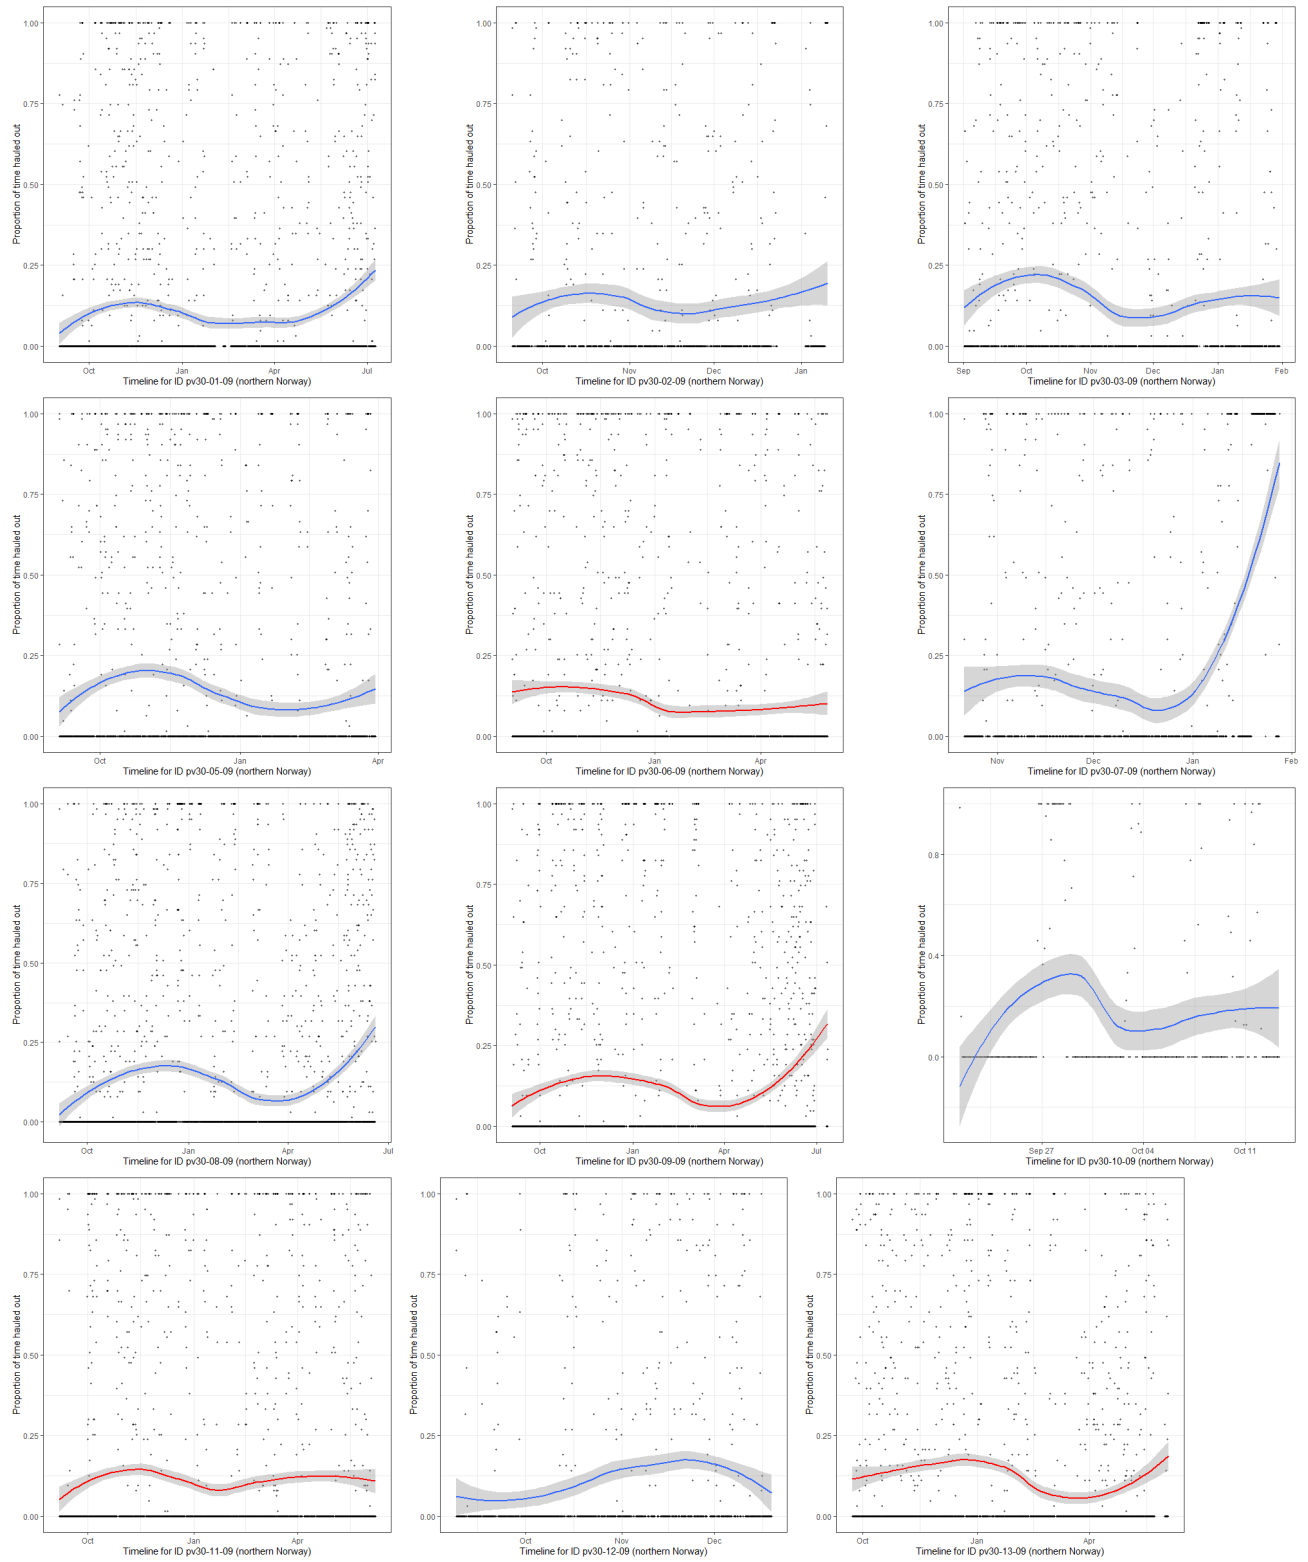 1.00
0.75
0.50
0.25
0.00
Proportion of time hauled out
Oct Jan Apr Jul
Timeline for ID pv30-01-09 (northern Norway)
1.00
0.75
0.50
0.25
0.00
Proportion of time hauled out
Oct Nov Dec Jan
Timeline for ID pv30-02-09 (northern Norway)
1.00
0.75
0.50
0.25
0.00
Proportion of time hauled out
Sep Oct Nov Dec Jan Feb
Timeline for ID pv30-03-09 (northern Norway)
1.00
0.75
0.50
0.25
0.00
Proportion of time hauled out
Oct Jan Apr
Timeline for ID pv30-05-09 (northern Norway)
1.00
0.75
0.50
0.25
0.00
Proportion of time hauled out
Oct Jan Apr
Timeline for ID pv30-06-09 (northern Norway)
1.00
0.75
0.50
0.25
0.00
Proportion of time hauled out
Nov Dec Jan Feb
Timeline for ID pv30-07-09 (northern Norway)
1.00
0.75
0.50
0.25
0.00
Proportion of time hauled out
Oct Jan Apr Jul
Timeline for ID pv30-08-09 (northern Norway)
1.00
0.75
0.50
0.25
0.00
Proportion of time hauled out
Oct Jan Apr Jul
Timeline for ID pv30-09-09 (northern Norway)
0.8
0.4
0.0
Proportion of time hauled out
Sep 27 Oct 04 Oct 11
Timeline for ID pv30-10-09 (northern Norway)
1.00
0.75
0.50
0.25
0.00
Proportion of time hauled out
Oct Jan Apr
Timeline for ID pv30-11-09 (northern Norway)
1.00
0.75
0.50
0.25
0.00
Proportion of time hauled out
Oct Nov Dec
Timeline for ID pv30-12-09 (northern Norway)
1.00
0.75
0.50
0.25
0.00
Proportion of time hauled out
Oct Jan Apr
Timeline for ID pv30-13-09 (northern Norway)